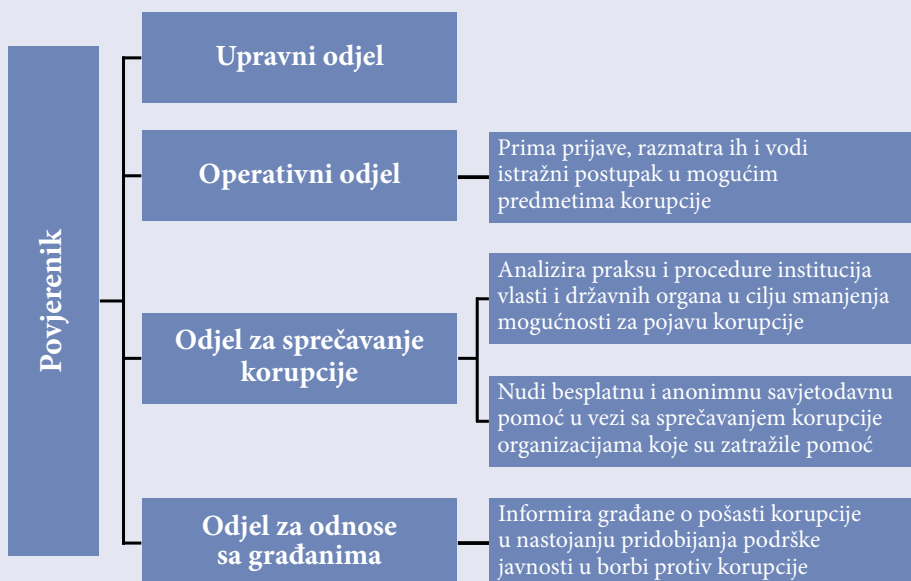 Povjerenik
Upravni odjel
Operativni odjel
Prima prijave, razmatra ih i vodi
istražni postupak u mogućim
predmetima korupcije
Odjel za sprečavanje
korupcije
Analizira praksu i procedure institucija
vlasti i državnih organa u cilju smanjenja
mogućnosti za pojavu korupcije
Nudi besplatnu i anonimnu savjetodavnu
pomoć u vezi sa sprečavanjem korupcije
organizacijama koje su zatražile pomoć
Odjel za odnose
sa građanima
Informira građane o pošasti korupcije
u nastojanju pridobijanja podrške
javnosti u borbi protiv korupcije